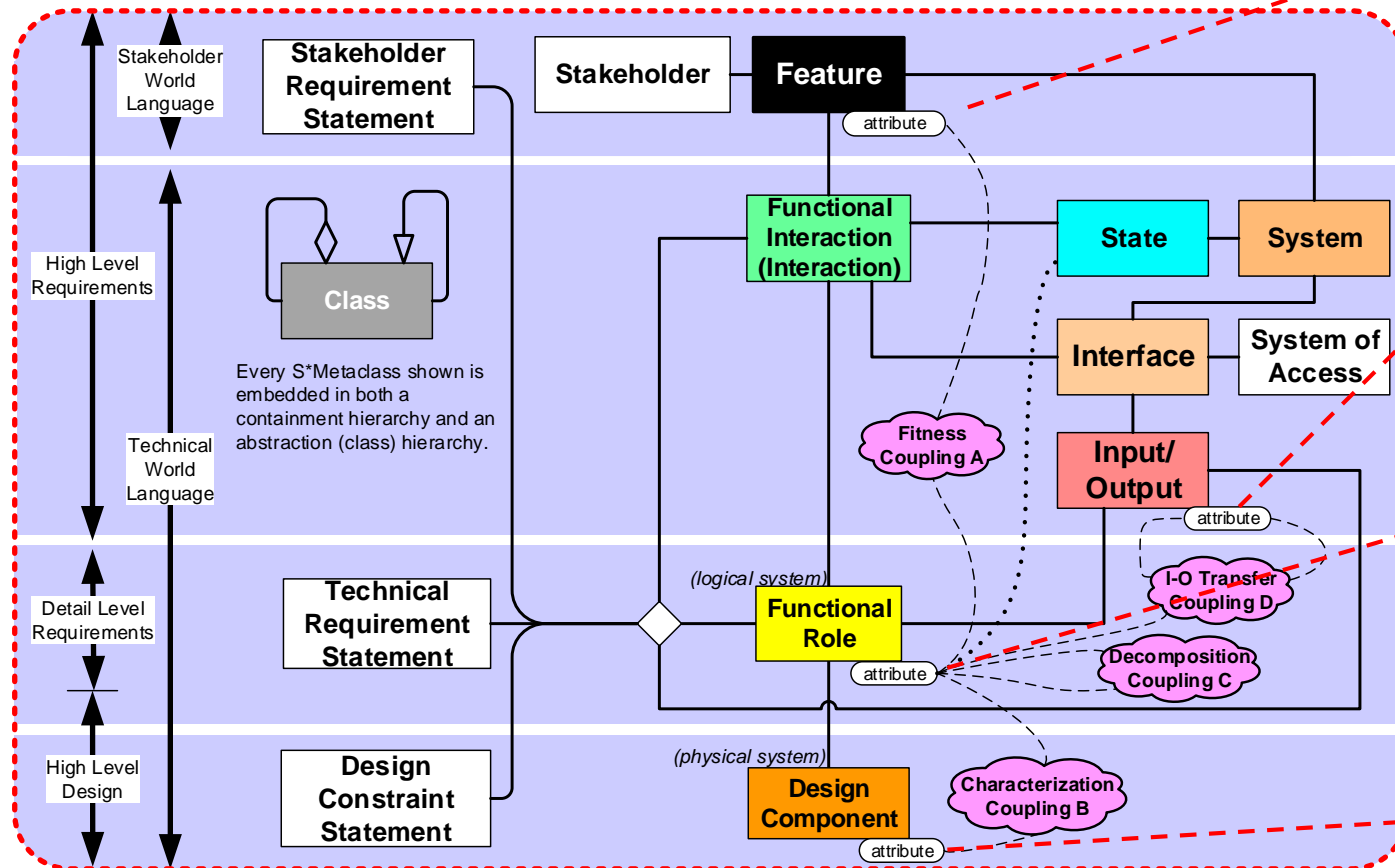 Stakeholder
World
Language
Stakeholder
Requirement
Statement
Stakeholder
Feature
attribute
High Level
Requirements
Technical
World
Language
Class
Every S*Metaclass shown is
embedded in both a
containment hierarchy and an
abstraction (class) hierarchy.
Functional
Interaction
(Interaction)
State
System
Interface
System of
Access
Fitness
Coupling A
Input/
Output
attribute
Detail Level
Requirements
Technical
Requirement
Statement
(logical system)
Functional
Role
attribute
I-O Transfer
Coupling D
Decomposition
Coupling C
High Level
Design
Design
Constraint
Statement
(physical system)
Design
Component
attribute
Characterization
Coupling B